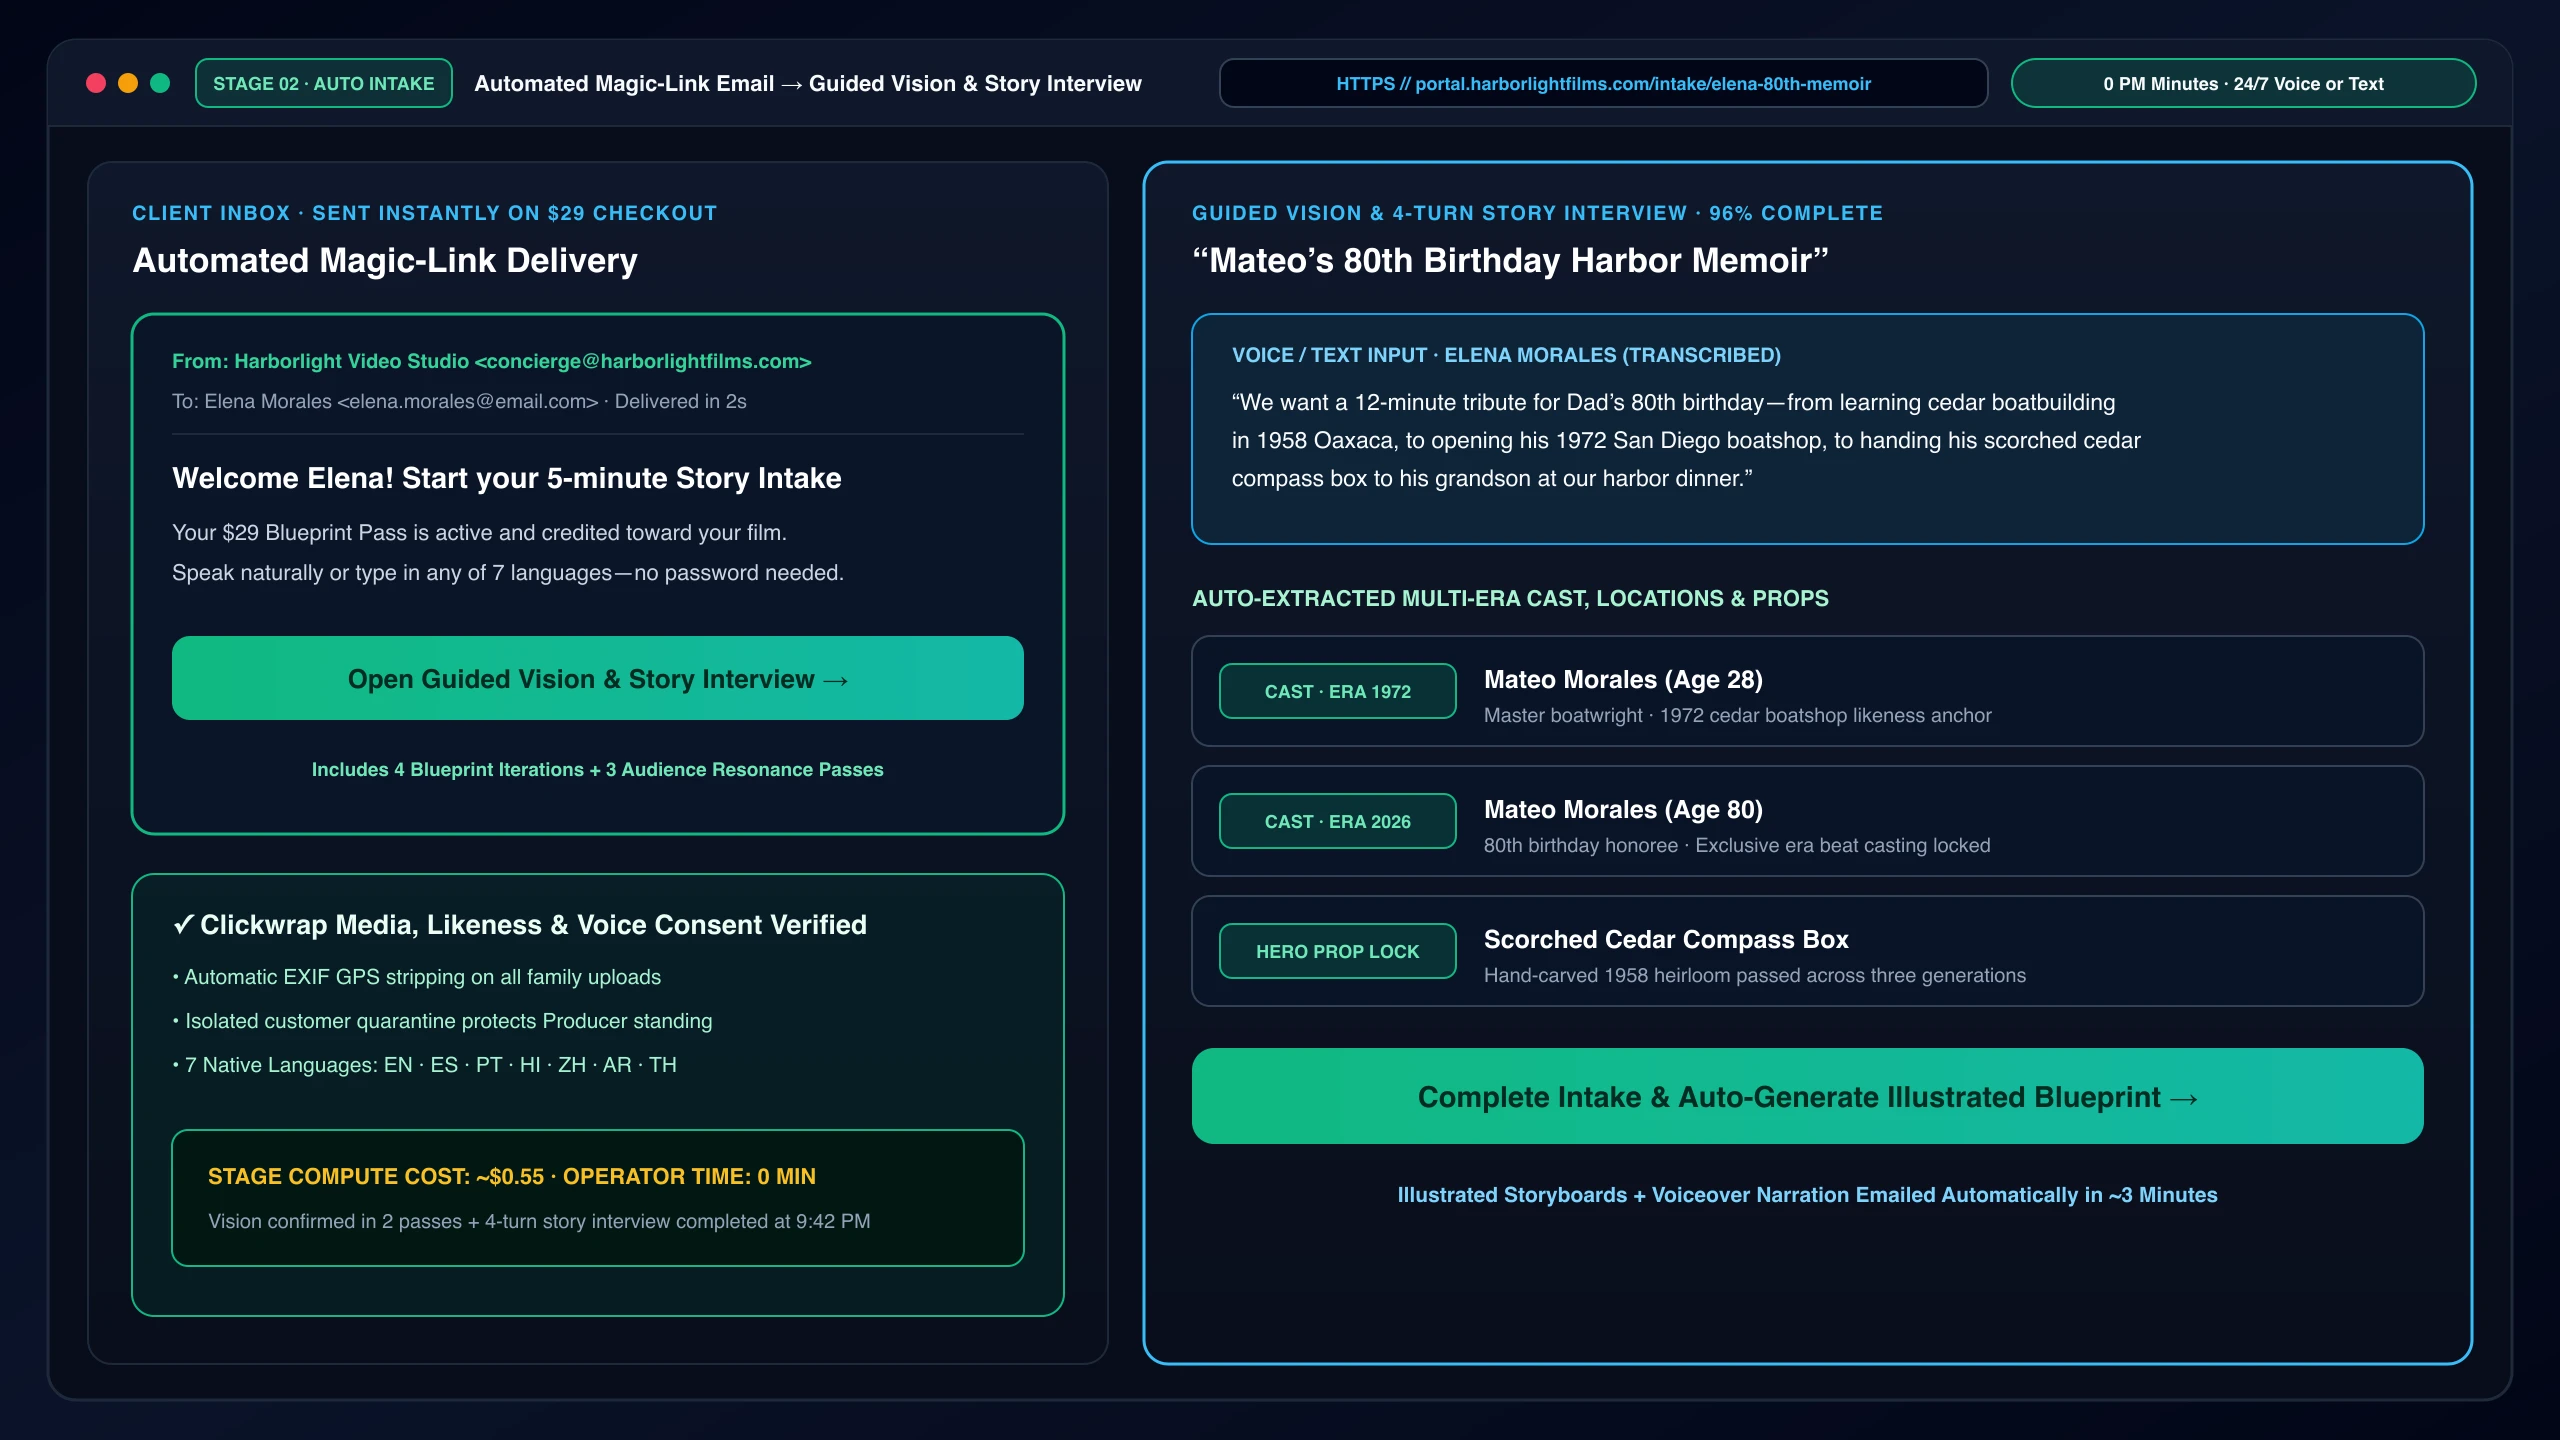 STAGE 02 · AUTO INTAKE
Automated Magic-Link Email → Guided Vision & Story Interview
HTTPS // portal.harborlightfilms.com/intake/elena-80th-memoir
0 PM Minutes · 24/7 Voice or Text
CLIENT INBOX · SENT INSTANTLY ON $29 CHECKOUT
Automated Magic-Link Delivery
From: Harborlight Video Studio <concierge@harborlightfilms.com>
To: Elena Morales <elena.morales@email.com> · Delivered in 2s
Welcome Elena! Start your 5-minute Story Intake
Your $29 Blueprint Pass is active and credited toward your film.
Speak naturally or type in any of 7 languages—no password needed.
Open Guided Vision & Story Interview →
Includes 4 Blueprint Iterations + 3 Audience Resonance Passes
✓ Clickwrap Media, Likeness & Voice Consent Verified
• Automatic EXIF GPS stripping on all family uploads
• Isolated customer quarantine protects Producer standing
• 7 Native Languages: EN · ES · PT · HI · ZH · AR · TH
STAGE COMPUTE COST: ~$0.55 · OPERATOR TIME: 0 MIN
Vision confirmed in 2 passes + 4-turn story interview completed at 9:42 PM
GUIDED VISION & 4-TURN STORY INTERVIEW · 96% COMPLETE
“Mateo’s 80th Birthday Harbor Memoir”
VOICE / TEXT INPUT · ELENA MORALES (TRANSCRIBED)
“We want a 12-minute tribute for Dad’s 80th birthday—from learning cedar boatbuilding
in 1958 Oaxaca, to opening his 1972 San Diego boatshop, to handing his scorched cedar
compass box to his grandson at our harbor dinner.”
AUTO-EXTRACTED MULTI-ERA CAST, LOCATIONS & PROPS
CAST · ERA 1972
Mateo Morales (Age 28)
Master boatwright · 1972 cedar boatshop likeness anchor
CAST · ERA 2026
Mateo Morales (Age 80)
80th birthday honoree · Exclusive era beat casting locked
HERO PROP LOCK
Scorched Cedar Compass Box
Hand-carved 1958 heirloom passed across three generations
Complete Intake & Auto-Generate Illustrated Blueprint →
Illustrated Storyboards + Voiceover Narration Emailed Automatically in ~3 Minutes